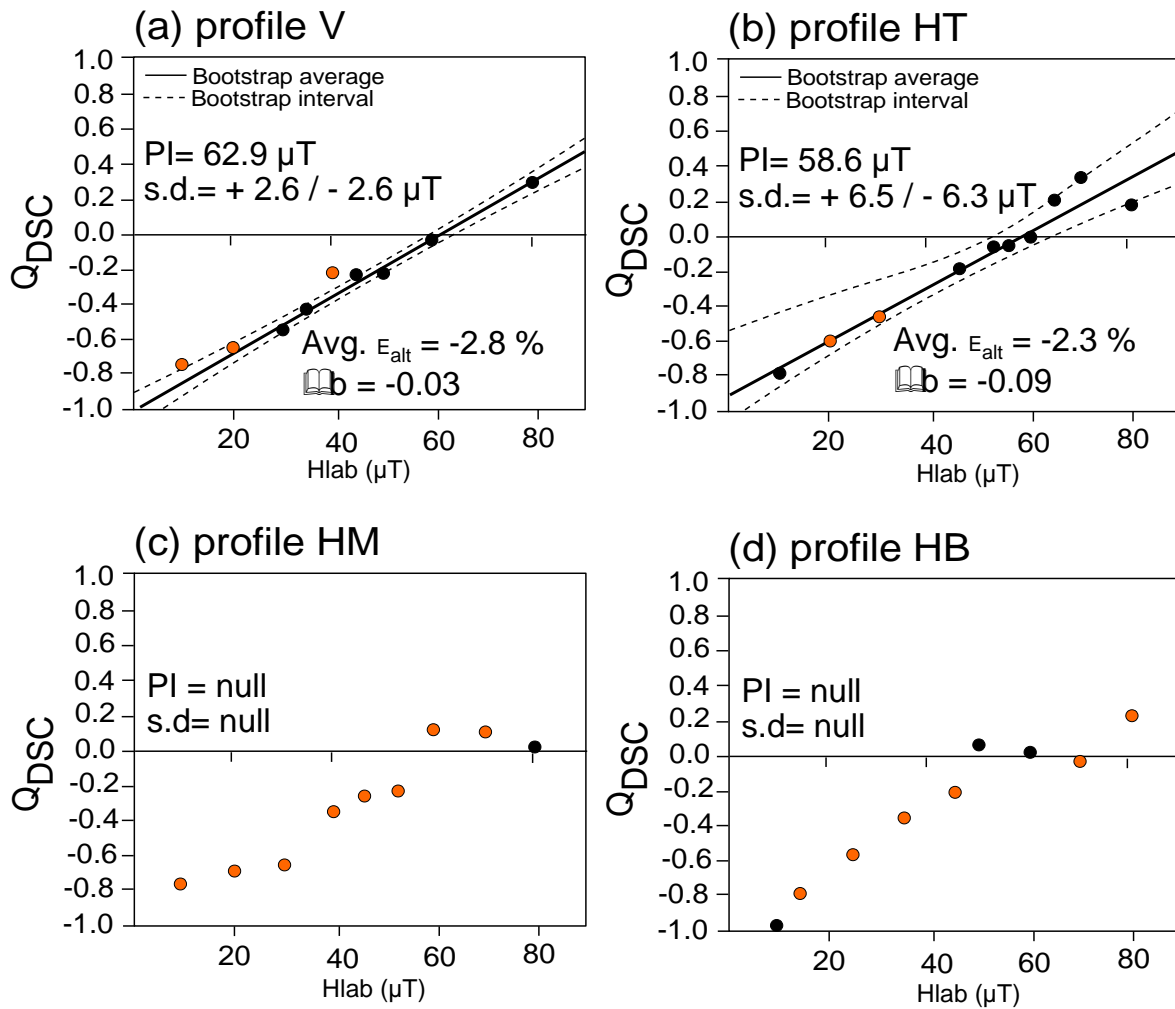 (a) profile V
1.0
0.8
0.6
0.4
0.2
0.0
-0.2
-0.4
-0.6
-0.8
-1.0
QDSC
Bootstrap average
Bootstrap interval
PI= 62.9 µT
s.d.= + 2.6 / - 2.6 µT
Avg. Ealt = -2.8 %
b = -0.03
20 40 60 80
Hlab (µT)
(b) profile HT
1.0
0.8
0.6
0.4
0.2
0.0
-0.2
-0.4
-0.6
-0.8
-1.0
QDSC
Bootstrap average
Bootstrap interval
PI= 58.6 µT
s.d.= + 6.5 / - 6.3 µT
Avg. Ealt = -2.3 %
b = -0.09
20 40 60 80
Hlab (µT)
(c) profile HM
1.0
0.8
0.6
0.4
0.2
0.0
-0.2
-0.4
-0.6
-0.8
-1.0
QDSC
PI = null
s.d= null
20 40 60 80
Hlab (µT)
(d) profile HB
1.0
0.8
0.6
0.4
0.2
0.0
-0.2
-0.4
-0.6
-0.8
-1.0
QDSC
PI = null
s.d= null
20 40 60 80
Hlab (µT)